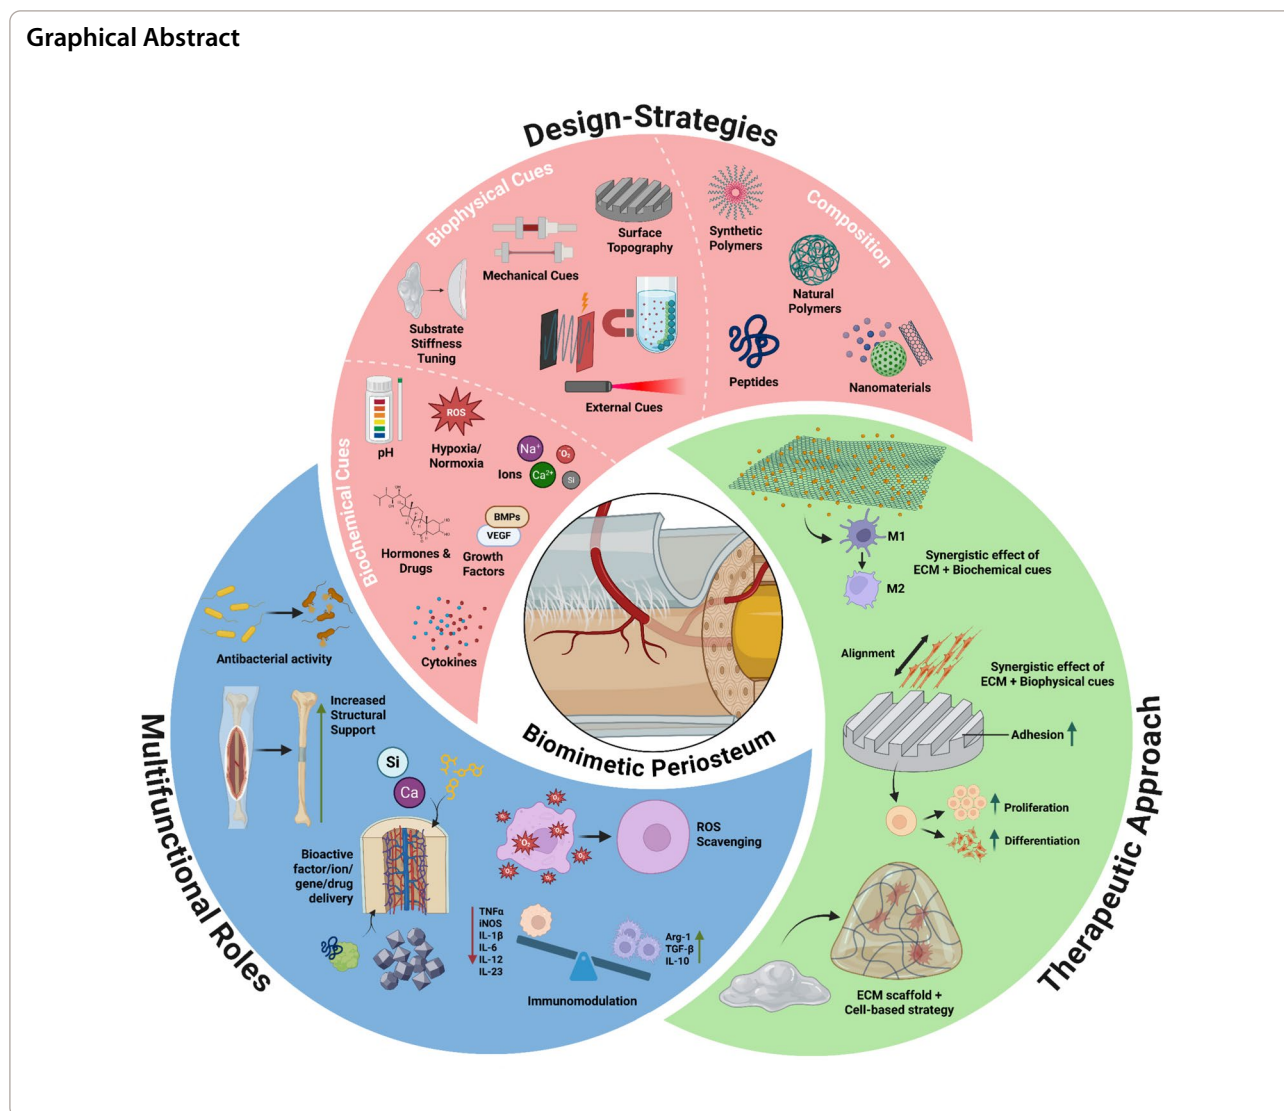 Graphical Abstract
Design-Strategies
Biophysical Cues
Surface
Topography
Mechanical Cues
Substrate
Stiffness
Tuning
External Cues
Composition
Synthetic
Polymers
Natural
Polymers
Peptides
Nanomaterials
Biochemical Cues
pH
ROS
Hypoxia/
Normoxia
Ions
Na⁺
Ca²⁺
Si
Hormones &
Drugs
BMPs
VEGF
Growth
Factors
Cytokines
Biomimetic Periosteum
Therapeutic Approach
M1
M2
Synergistic effect of
ECM + Biochemical cues
Alignment
Synergistic effect of
ECM + Biophysical cues
Adhesion
Proliferation
Differentiation
ECM scaffold +
Cell-based strategy
Multifunctional Roles
Antibacterial activity
Increased
Structural
Support
Si
Ca
Bioactive
factor/ion/
gene/drug
delivery
ROS
Scavenging
TNFα
iNOS
IL-1β
IL-6
IL-12
IL-23
Arg-1
TGF-β
IL-10
Immunomodulation